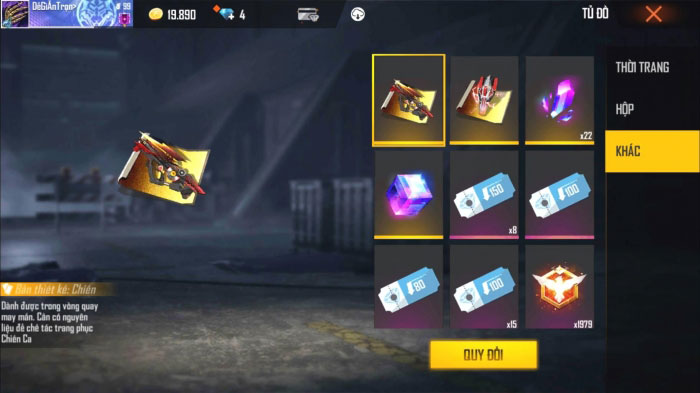 DêGiAnTrọn>
# 99
19.890
4
TỦ ĐỒ
THỜI TRANG
HỘP
KHÁC
x22
150
x8
100
80
100
x15
x1979
Bản thiết kế: Chiến
Dành được trong vòng quay
may mắn. Cần có nguyên
liệu để chế tác trang phục
Chiến Ca
QUY ĐỔI